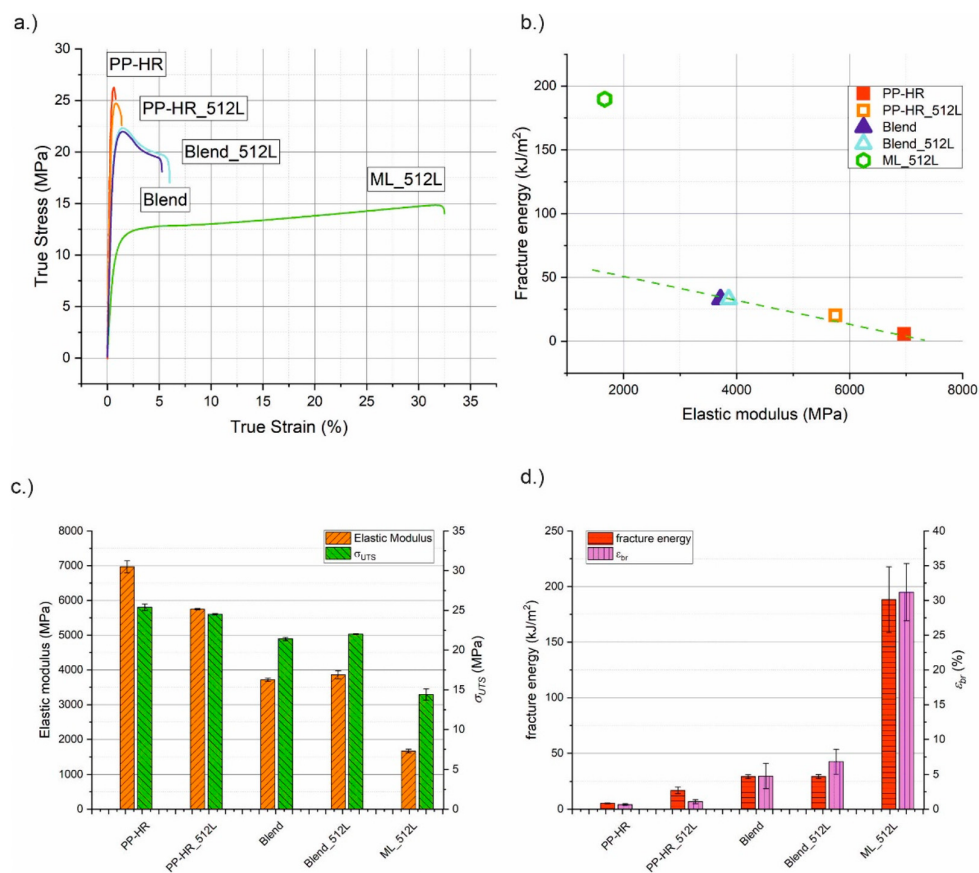 a.)
30
25
20
15
10
5
0
True Stress (MPa)
PP-HR
PP-HR_512L
Blend_512L
Blend
ML_512L
0 5 10 15 20 25 30 35
True Strain (%)
b.)
200
150
100
50
0
Fracture energy (kJ/m²)
PP-HR
PP-HR_512L
Blend
Blend_512L
ML_512L
2000 4000 6000 8000
Elastic modulus (MPa)
c.)
8000
7000
6000
5000
4000
3000
2000
1000
0
Elastic modulus (MPa)
Elastic Modulus
σUTS
35
30
25
20
15
10
5
0
σUTS (MPa)
PP-HR
PP-HR_512L
Blend
Blend_512L
ML_512L
d.)
250
200
150
100
50
0
fracture energy (kJ/m²)
fracture energy
εbr
40
35
30
25
20
15
10
5
0
εbr (%)
PP-HR
PP-HR_512L
Blend
Blend_512L
ML_512L